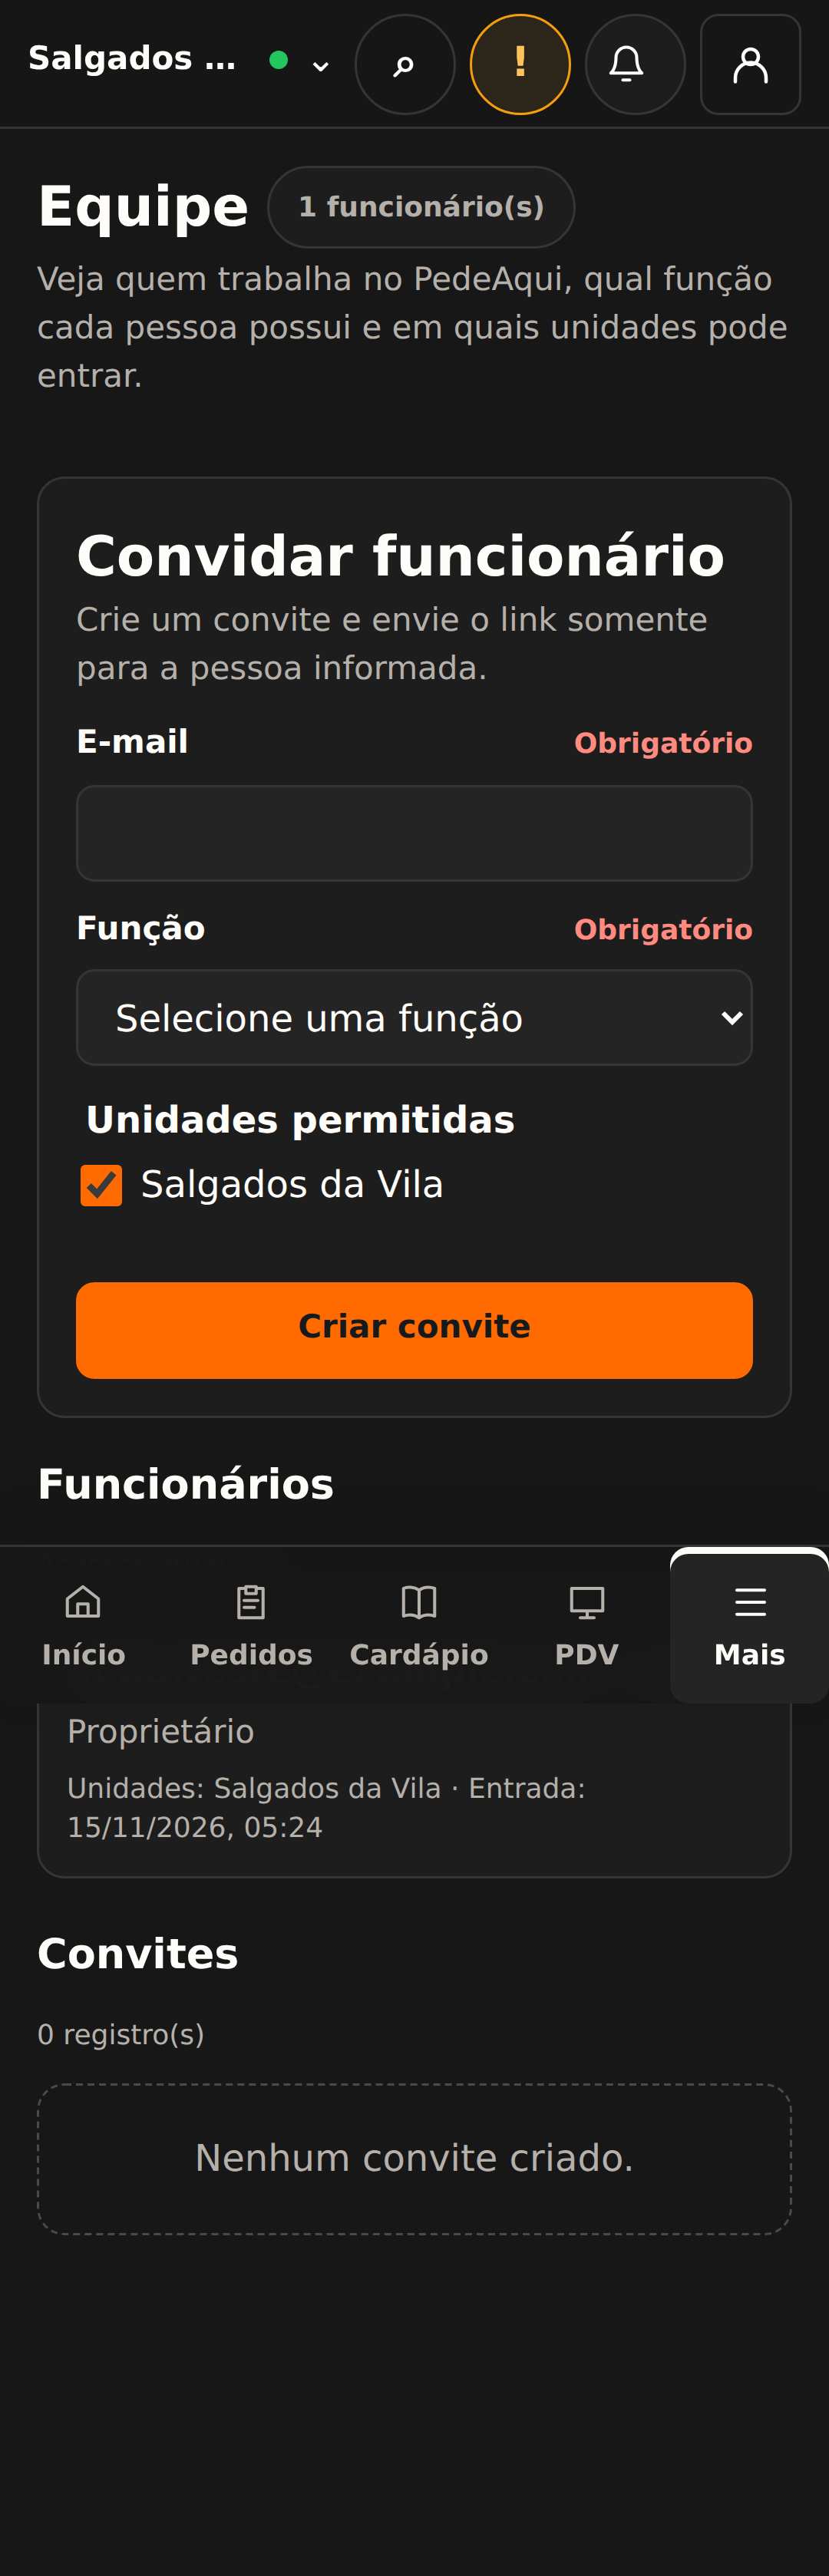 Salgados ...
!
Equipe
1 funcionário(s)
Veja quem trabalha no PedeAqui, qual função
cada pessoa possui e em quais unidades pode
entrar.
Convidar funcionário
Crie um convite e envie o link somente
para a pessoa informada.
E-mail
Obrigatório
Função
Obrigatório
Selecione uma função
Unidades permitidas
Salgados da Vila
Criar convite
Funcionários
Início
Pedidos
Cardápio
PDV
Mais
Proprietário
Unidades: Salgados da Vila · Entrada:
15/11/2026, 05:24
Convites
0 registro(s)
Nenhum convite criado.